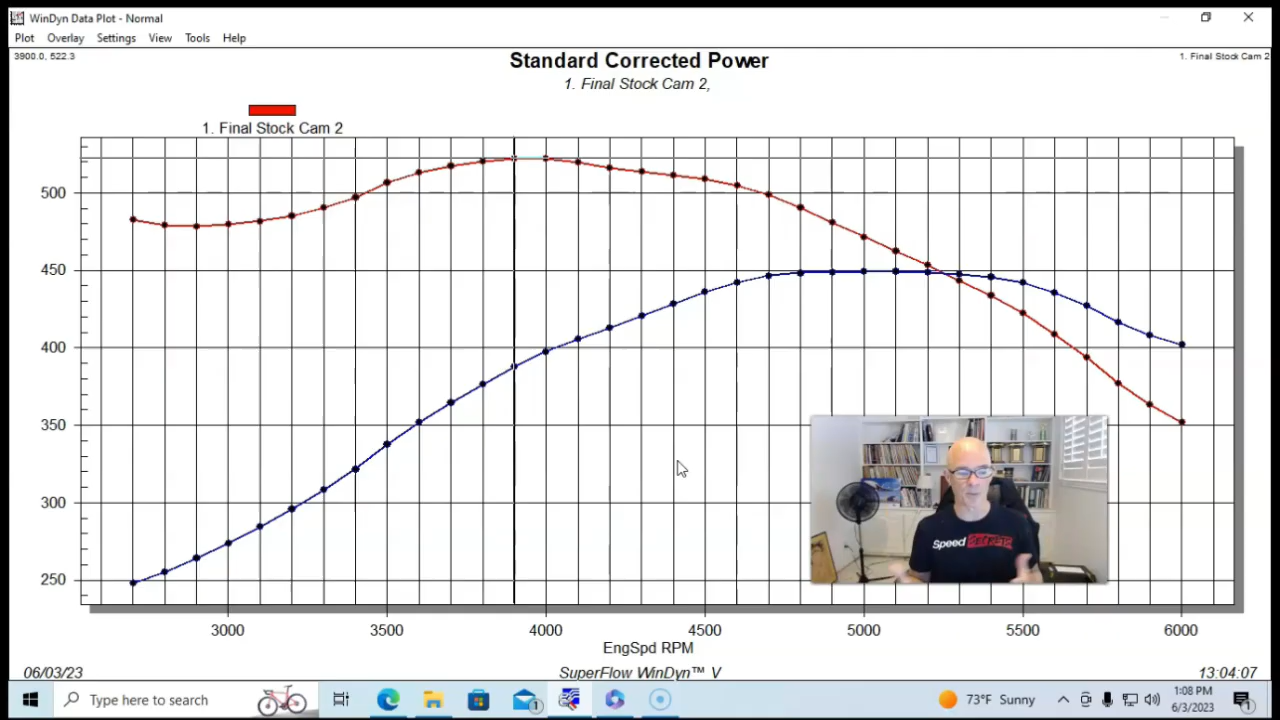 WinDyn Data Plot - Normal
Plot Overlay Settings View Tools Help
3900.0, 522.3
1. Final Stock Cam 2
Standard Corrected Power
1. Final Stock Cam 2,
1. Final Stock Cam 2
500
450
400
350
300
250
3000 3500 4000 4500 5000 5500 6000
EngSpd RPM
Speed SECRETS
06/03/23 SuperFlow WinDyn™ V 13:04:07
Type here to search
1
73°F Sunny
1:08 PM
6/3/2023
1